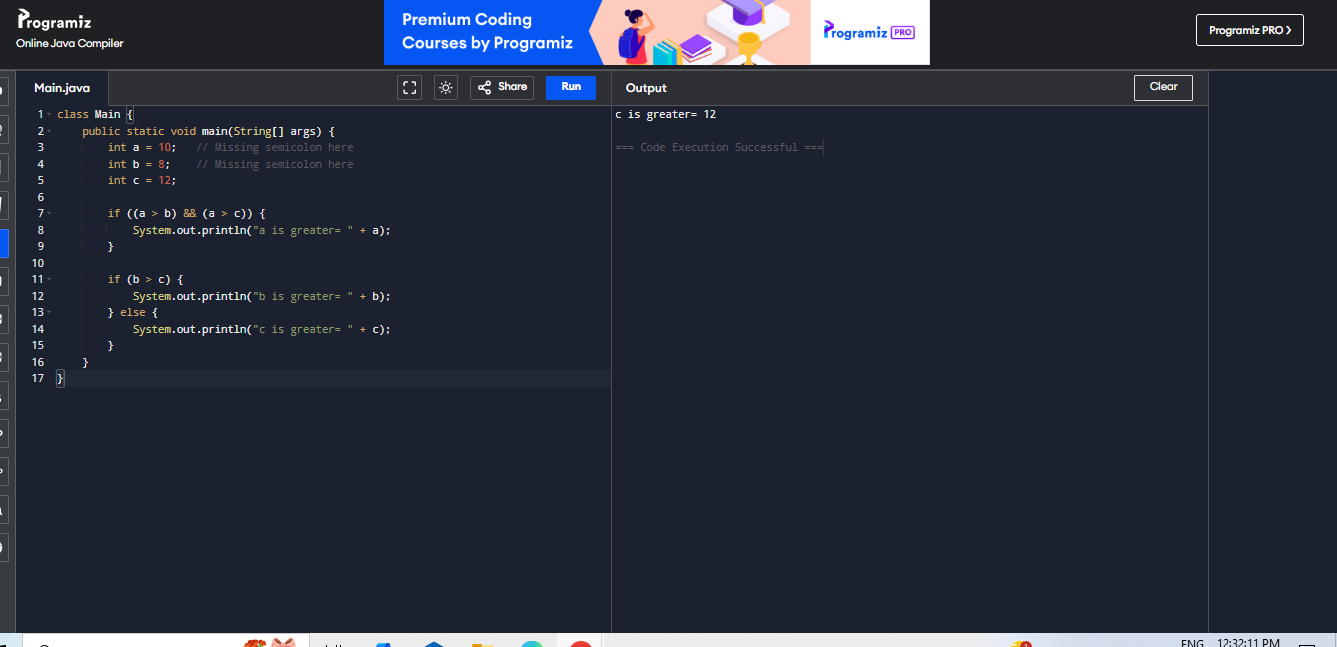 Programiz
Online Java Compiler
Premium Coding
Courses by Programiz
Programiz PRO
Programiz PRO >
Main.java
Share
Run
Output
Clear
1 class Main {
2     public static void main(String[] args) {
3         int a = 10;   // Missing semicolon here
4         int b = 8;    // Missing semicolon here
5         int c = 12;
6
7         if ((a > b) && (a > c)) {
8             System.out.println("a is greater= " + a);
9         }
10
11         if (b > c) {
12             System.out.println("b is greater= " + b);
13         } else {
14             System.out.println("c is greater= " + c);
15         }
16     }
17 }
c is greater= 12
=== Code Execution Successful ===
ENG
12:32:11 PM